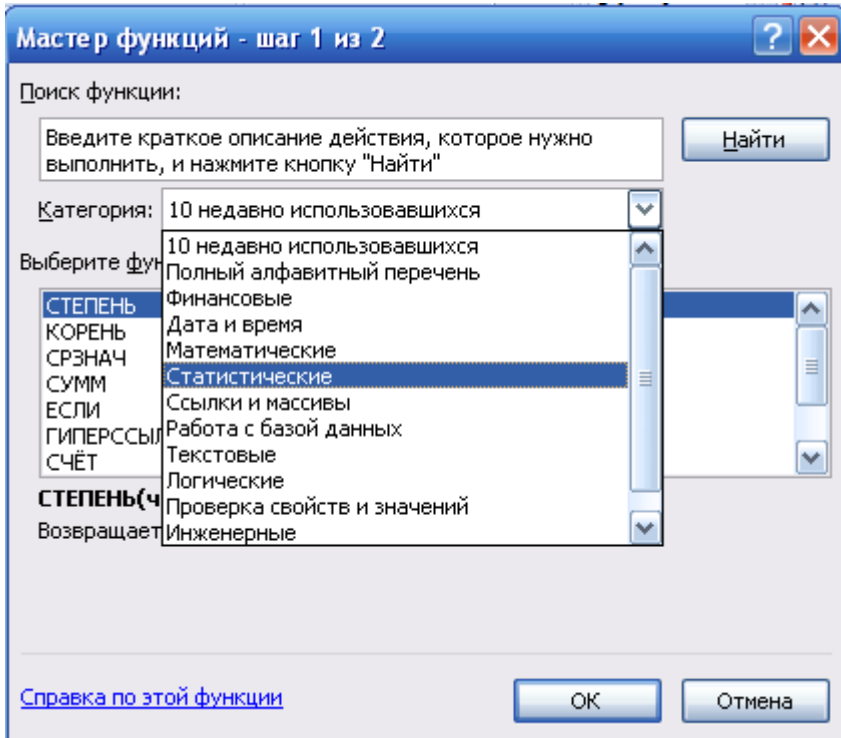 Мастер функций - шаг 1 из 2
Поиск функции:
Введите краткое описание действия, которое нужно
выполнить, и нажмите кнопку "Найти"
Найти
Категория: 10 недавно использовавшихся
10 недавно использовавшихся
Выберите фун
Полный алфавитный перечень
Финансовые
Дата и время
Математические
Статистические
Ссылки и массивы
Работа с базой данных
Текстовые
Логические
Проверка свойств и значений
Инженерные
СТЕПЕНЬ
КОРЕНЬ
СРЗНАЧ
СУММ
ЕСЛИ
ГИПЕРССЫЛ
СЧЁТ
СТЕПЕНЬ(ч
Возвращает
Справка по этой функции
ОК
Отмена